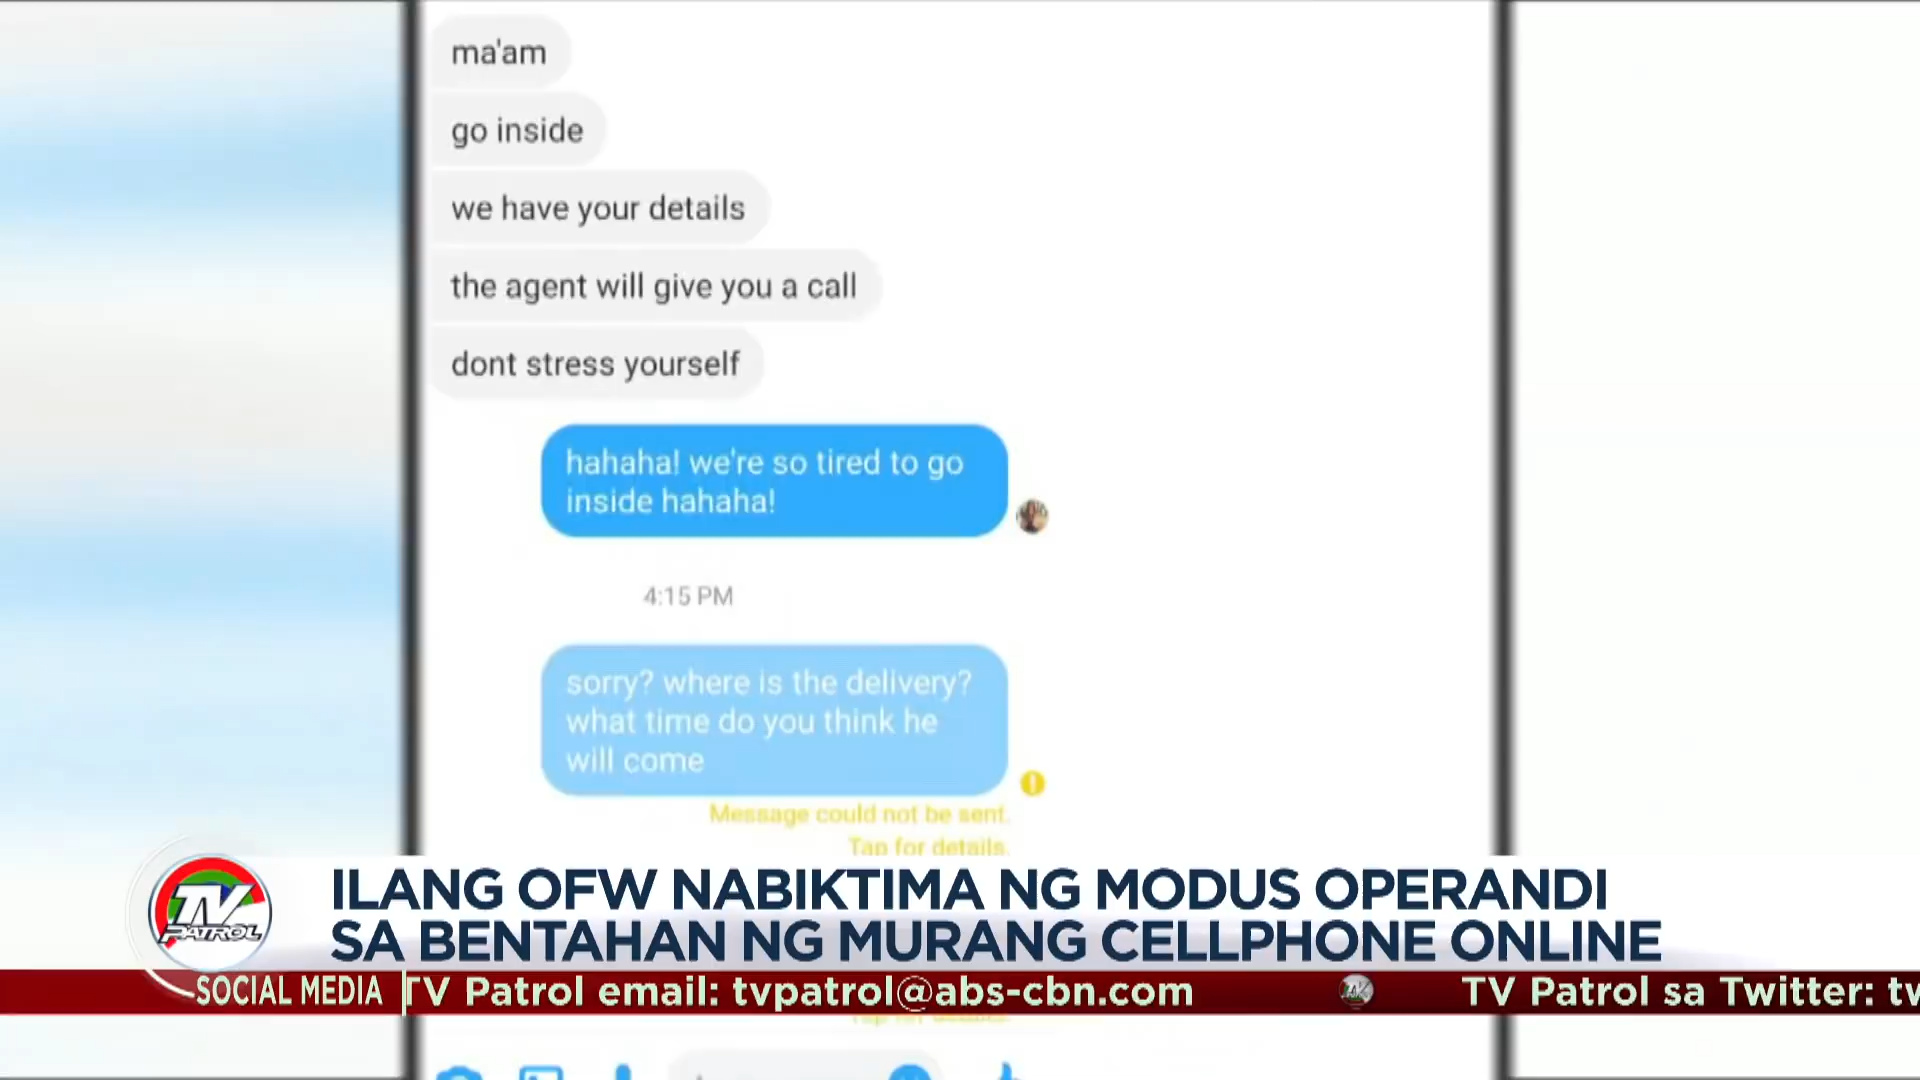 ma'am
go inside
we have your details
the agent will give you a call
dont stress yourself
hahaha! we're so tired to go
inside hahaha!
4:15 PM
sorry? where is the delivery?
what time do you think he
will come
Message could not be sent.
Tap for details.
TV PATROL
ILANG OFW NABIKTIMA NG MODUS OPERANDI
SA BENTAHAN NG MURANG CELLPHONE ONLINE
SOCIAL MEDIA TV Patrol email: tvpatrol@abs-cbn.com TV Patrol sa Twitter: tv